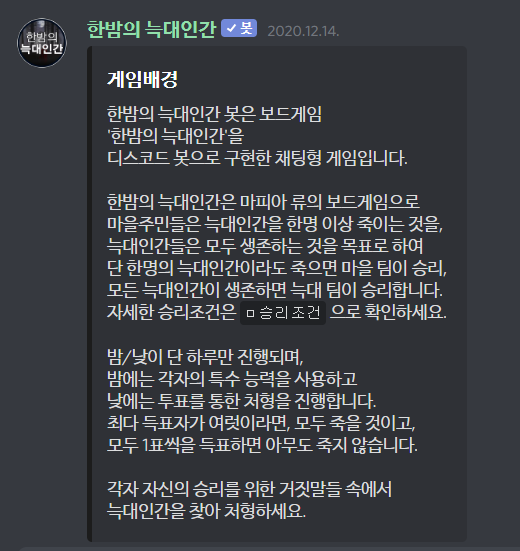 한밤의
늑대인간
한밤의 늑대인간 ✓ 봇 2020.12.14.
게임배경
한밤의 늑대인간 봇은 보드게임
'한밤의 늑대인간'을
디스코드 봇으로 구현한 채팅형 게임입니다.
한밤의 늑대인간은 마피아 류의 보드게임으로
마을주민들은 늑대인간을 한명 이상 죽이는 것을,
늑대인간들은 모두 생존하는 것을 목표로 하여
단 한명의 늑대인간이라도 죽으면 마을 팀이 승리,
모든 늑대인간이 생존하면 늑대 팀이 승리합니다.
자세한 승리조건은 ㅁ승리조건 으로 확인하세요.
밤/낮이 단 하루만 진행되며,
밤에는 각자의 특수 능력을 사용하고
낮에는 투표를 통한 처형을 진행합니다.
최다 득표자가 여럿이라면, 모두 죽을 것이고,
모두 1표씩을 득표하면 아무도 죽지 않습니다.
각자 자신의 승리를 위한 거짓말들 속에서
늑대인간을 찾아 처형하세요.